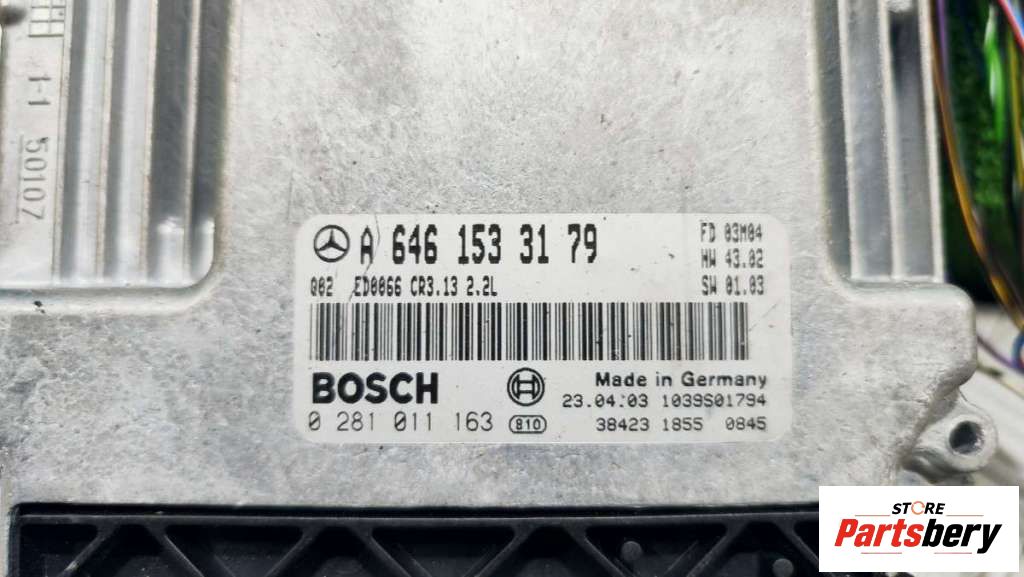 1-1 50107
A 646 153 31 79
FD 03M04
HW 43.02
SW 01.03
Q02 ED0066 CR3.13 2.2L
BOSCH
Made in Germany
23.04.03 1039S01794
0 281 011 163 810
38423 1855 0845
STORE
Partsbery